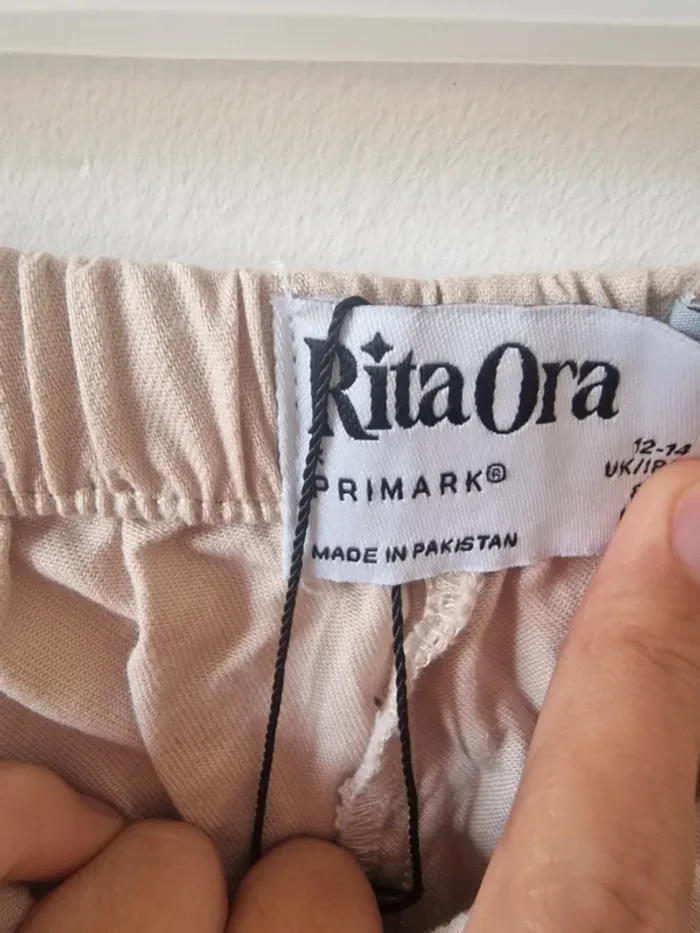 Rita Ora
PRIMARK®
MADE IN PAKISTAN
12-14